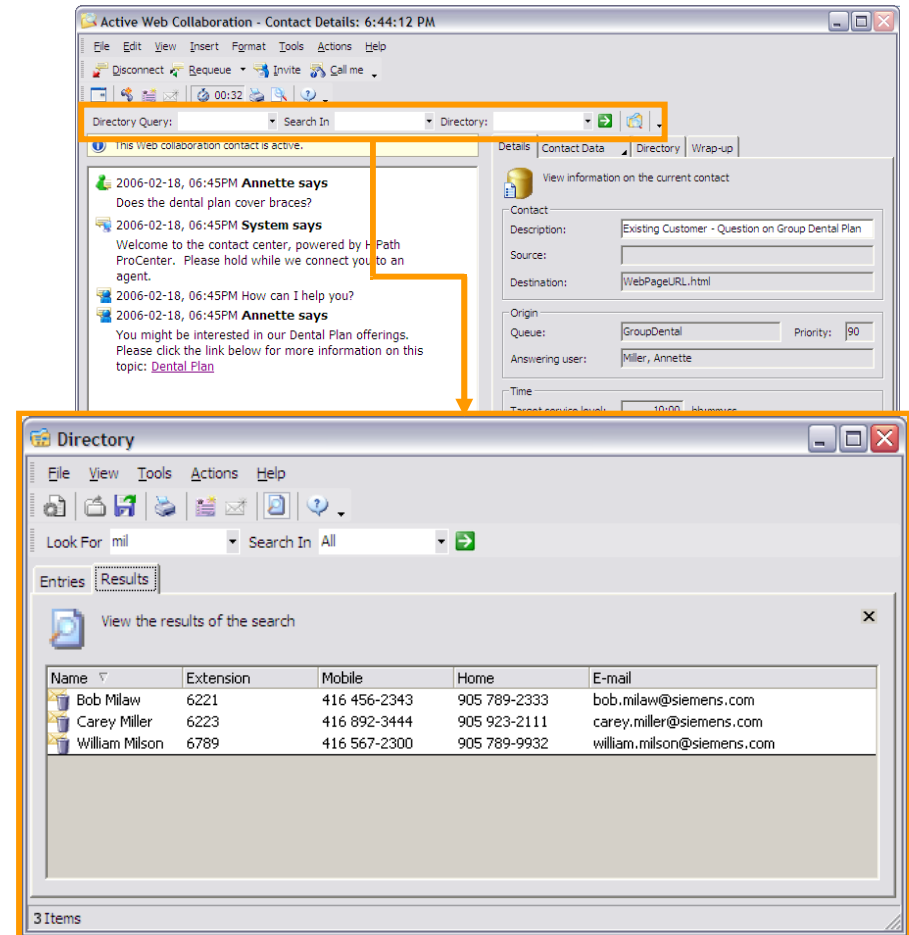 Active Web Collaboration - Contact Details: 6:44:12 PM
File Edit View Insert Format Tools Actions Help
Disconnect Requeue Invite Call me
00:32
Directory Query: Search In Directory:
This Web collaboration contact is active.
Details Contact Data Directory Wrap-up
2006-02-18, 06:45PM Annette says
Does the dental plan cover braces?
2006-02-18, 06:45PM System says
Welcome to the contact center, powered by HiPath
ProCenter. Please hold while we connect you to an
agent.
2006-02-18, 06:45PM How can I help you?
2006-02-18, 06:45PM Annette says
You might be interested in our Dental Plan offerings.
Please click the link below for more information on this
topic: Dental Plan
View information on the current contact
Contact
Description: Existing Customer - Question on Group Dental Plan
Source:
Destination: WebPageURL.html
Origin
Queue: GroupDental Priority: 90
Answering user: Miller, Annette
Time
Target service level: 10:00 hh:mm:ss
Directory
File View Tools Actions Help
Look For mil Search In All
Entries Results
View the results of the search
Name Extension Mobile Home E-mail
Bob Milaw 6221 416 456-2343 905 789-2333 bob.milaw@siemens.com
Carey Miller 6223 416 892-3444 905 923-2111 carey.miller@siemens.com
William Milson 6789 416 567-2300 905 789-9932 william.milson@siemens.com
3 Items